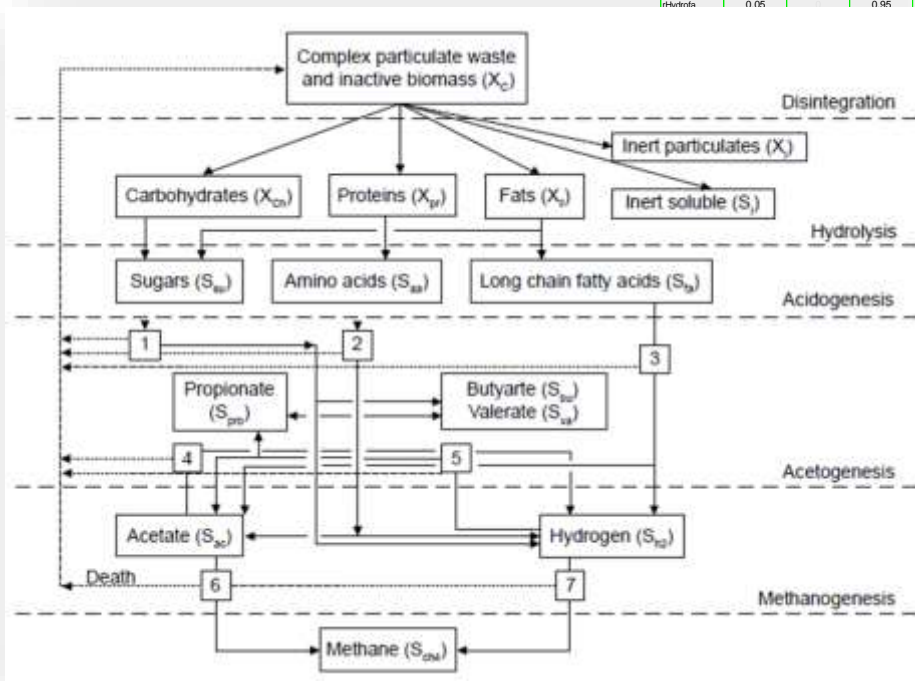 rHydrofa 0.05 0.95
Complex particulate waste
and inactive biomass (X_C)
Disintegration
Inert particulates (X_I)
Carbohydrates (X_Ch)
Proteins (X_pr)
Fats (X_li)
Inert soluble (S_I)
Hydrolysis
Sugars (S_su)
Amino acids (S_aa)
Long chain fatty acids (S_fa)
Acidogenesis
1
2
3
Propionate
(S_pro)
Butyarte (S_bu)
Valerate (S_va)
4
5
Acetogenesis
Acetate (S_ac)
Hydrogen (S_h2)
Death
6
7
Methanogenesis
Methane (S_ch4)